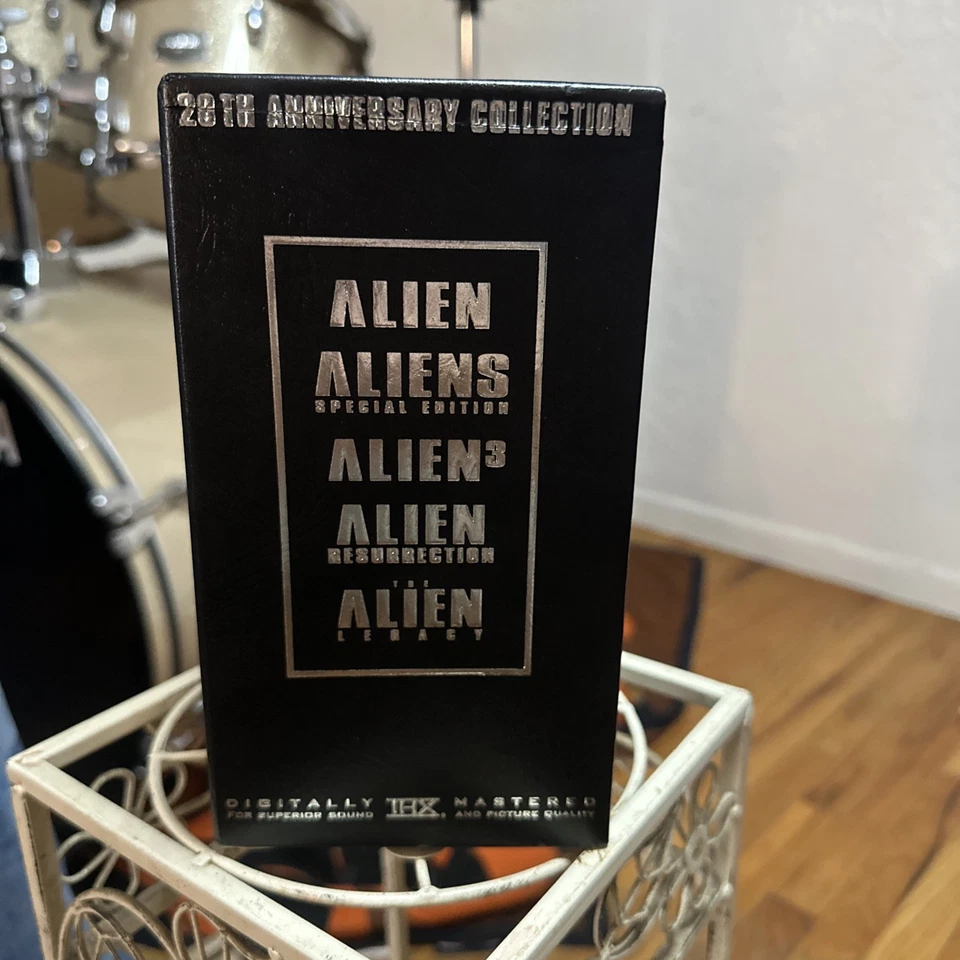 20TH ANNIVERSARY COLLECTION
ALIEN
ALIENS
SPECIAL EDITION
ALIEN³
ALIEN
RESURRECTION
THE
ALIEN
LEGACY
DIGITALLY THX® MASTERED
FOR SUPERIOR SOUND AND PICTURE QUALITY
A